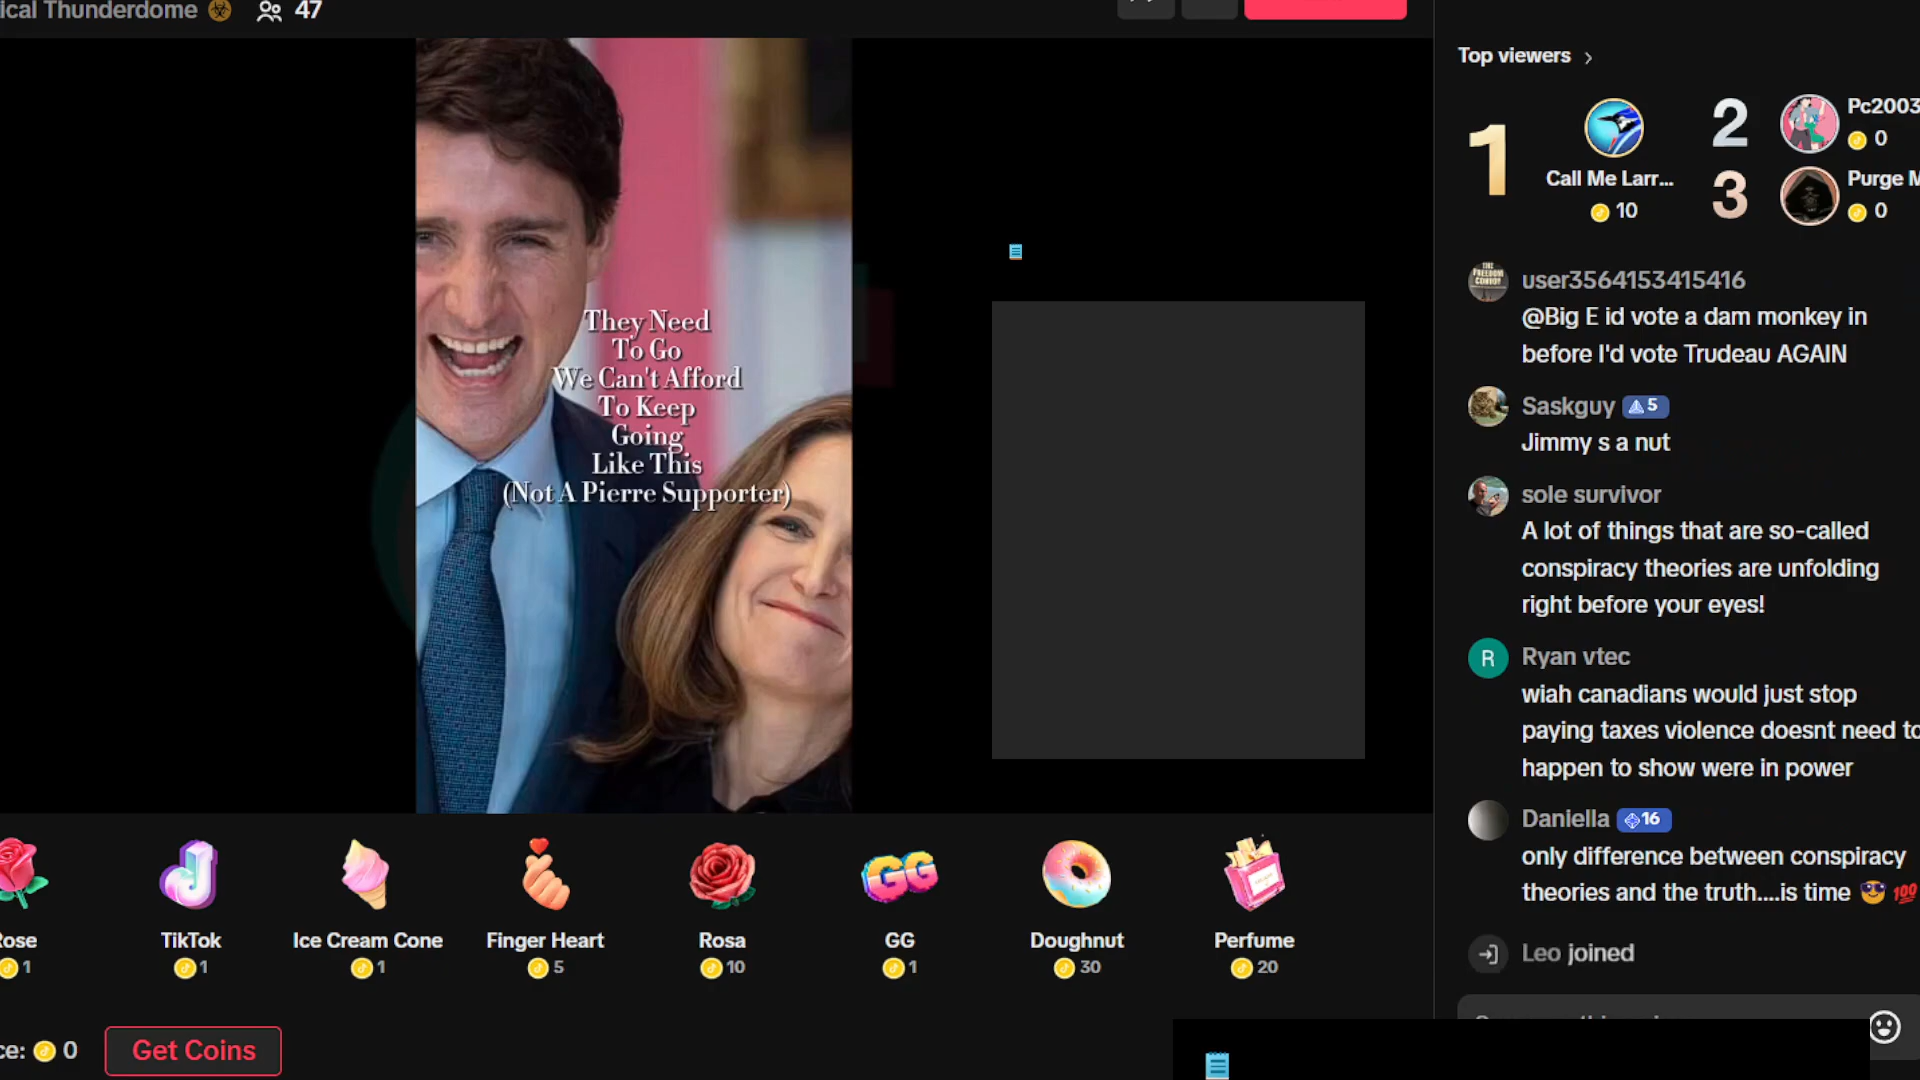 ical Thunderdome
47
Top viewers
1
Call Me Larr...
10
2
Pc2003
0
3
Purge M
0
They Need
To Go
We Can't Afford
To Keep
Going
Like This
(Not A Pierre Supporter)
user3564153415416
@Big E id vote a dam monkey in
before I'd vote Trudeau AGAIN
Saskguy 5
Jimmy s a nut
sole survivor
A lot of things that are so-called
conspiracy theories are unfolding
right before your eyes!
R
Ryan vtec
wiah canadians would just stop
paying taxes violence doesnt need to
happen to show were in power
Daniella 16
only difference between conspiracy
theories and the truth....is time
Leo joined
GG
Rose
1
TikTok
1
Ice Cream Cone
1
Finger Heart
5
Rosa
10
GG
1
Doughnut
30
Perfume
20
ce: 0
Get Coins